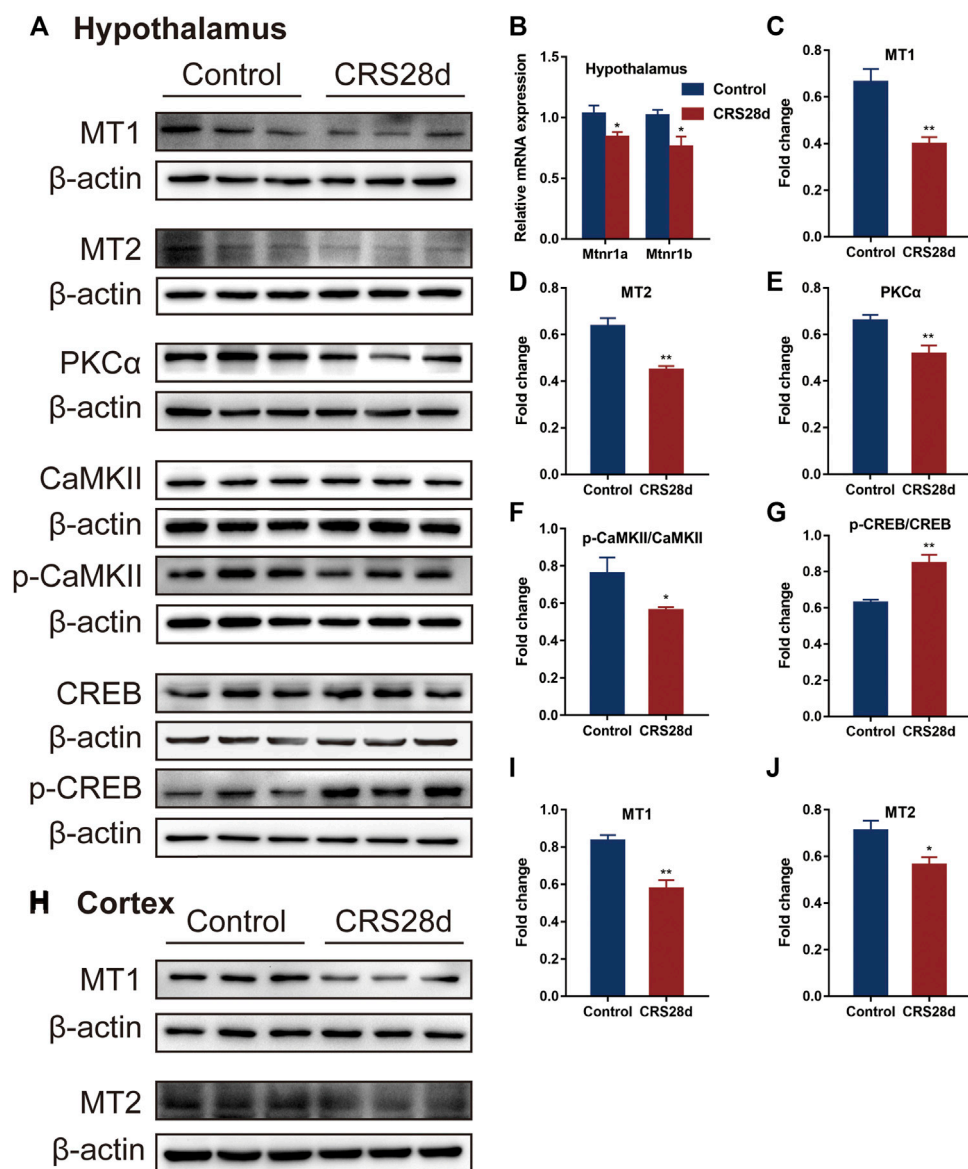 A Hypothalamus
Control CRS28d
MT1
β-actin
MT2
β-actin
PKCα
β-actin
CaMKII
β-actin
p-CaMKII
β-actin
CREB
β-actin
p-CREB
β-actin
B
Hypothalamus
Control
CRS28d
Relative mRNA expression
1.5
1.0
0.5
0.0
* *
Mtnr1a Mtnr1b
C
MT1
Fold change
0.8
0.6
0.4
0.2
0.0
**
Control CRS28d
D
MT2
Fold change
0.8
0.6
0.4
0.2
0.0
**
Control CRS28d
E
PKCα
Fold change
0.8
0.6
0.4
0.2
0.0
**
Control CRS28d
F
p-CaMKII/CaMKII
Fold change
1.0
0.8
0.6
0.4
0.2
0.0
*
Control CRS28d
G
p-CREB/CREB
Fold change
1.0
0.8
0.6
0.4
0.2
0.0
**
Control CRS28d
H Cortex
Control CRS28d
MT1
β-actin
MT2
β-actin
I
MT1
Fold change
1.0
0.8
0.6
0.4
0.2
0.0
**
Control CRS28d
J
MT2
Fold change
0.8
0.6
0.4
0.2
0.0
*
Control CRS28d